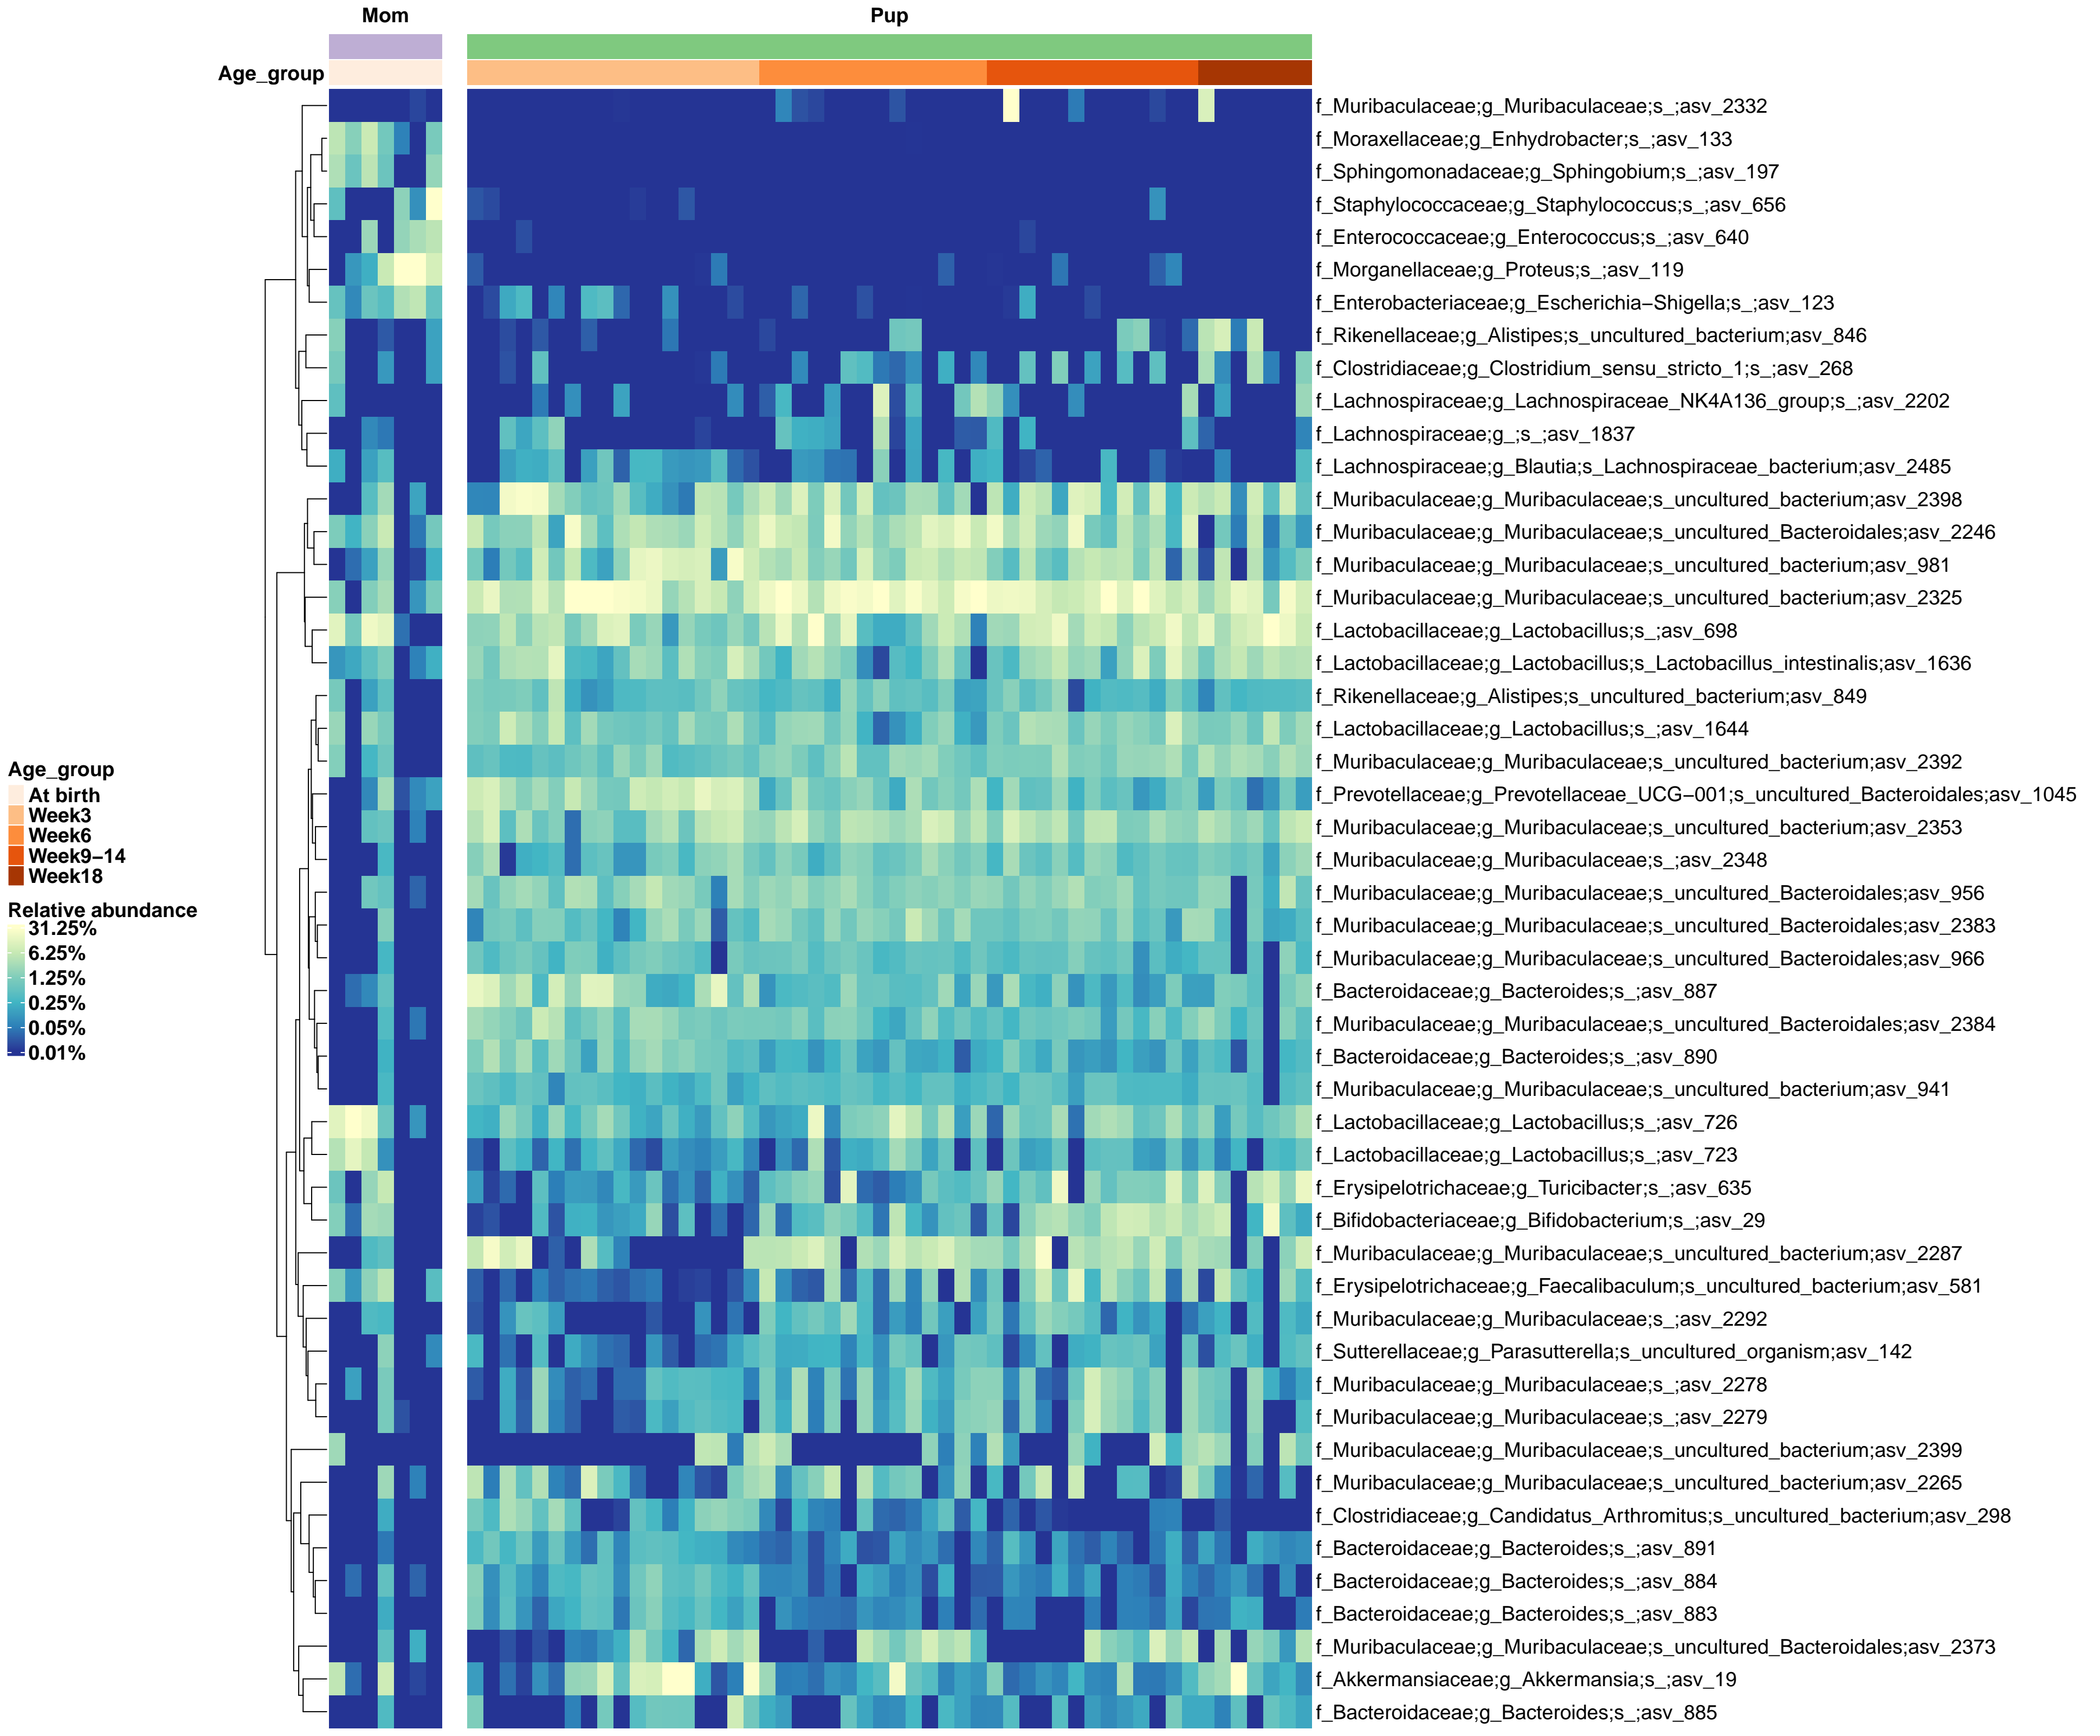 Mom
Pup
Age_group
f_Muribaculaceae;g_Muribaculaceae;s_;asv_2332
f_Moraxellaceae;g_Enhydrobacter;s_;asv_133
f_Sphingomonadaceae;g_Sphingobium;s_;asv_197
f_Staphylococcaceae;g_Staphylococcus;s_;asv_656
f_Enterococcaceae;g_Enterococcus;s_;asv_640
f_Morganellaceae;g_Proteus;s_;asv_119
f_Enterobacteriaceae;g_Escherichia−Shigella;s_;asv_123
f_Rikenellaceae;g_Alistipes;s_uncultured_bacterium;asv_846
f_Clostridiaceae;g_Clostridium_sensu_stricto_1;s_;asv_268
f_Lachnospiraceae;g_Lachnospiraceae_NK4A136_group;s_;asv_2202
f_Lachnospiraceae;g_;s_;asv_1837
f_Lachnospiraceae;g_Blautia;s_Lachnospiraceae_bacterium;asv_2485
f_Muribaculaceae;g_Muribaculaceae;s_uncultured_bacterium;asv_2398
f_Muribaculaceae;g_Muribaculaceae;s_uncultured_Bacteroidales;asv_2246
f_Muribaculaceae;g_Muribaculaceae;s_uncultured_bacterium;asv_981
f_Muribaculaceae;g_Muribaculaceae;s_uncultured_bacterium;asv_2325
f_Lactobacillaceae;g_Lactobacillus;s_;asv_698
f_Lactobacillaceae;g_Lactobacillus;s_Lactobacillus_intestinalis;asv_1636
f_Rikenellaceae;g_Alistipes;s_uncultured_bacterium;asv_849
f_Lactobacillaceae;g_Lactobacillus;s_;asv_1644
f_Muribaculaceae;g_Muribaculaceae;s_uncultured_bacterium;asv_2392
f_Prevotellaceae;g_Prevotellaceae_UCG−001;s_uncultured_Bacteroidales;asv_1045
f_Muribaculaceae;g_Muribaculaceae;s_uncultured_bacterium;asv_2353
f_Muribaculaceae;g_Muribaculaceae;s_;asv_2348
f_Muribaculaceae;g_Muribaculaceae;s_uncultured_Bacteroidales;asv_956
f_Muribaculaceae;g_Muribaculaceae;s_uncultured_Bacteroidales;asv_2383
f_Muribaculaceae;g_Muribaculaceae;s_uncultured_Bacteroidales;asv_966
f_Bacteroidaceae;g_Bacteroides;s_;asv_887
f_Muribaculaceae;g_Muribaculaceae;s_uncultured_Bacteroidales;asv_2384
f_Bacteroidaceae;g_Bacteroides;s_;asv_890
f_Muribaculaceae;g_Muribaculaceae;s_uncultured_bacterium;asv_941
f_Lactobacillaceae;g_Lactobacillus;s_;asv_726
f_Lactobacillaceae;g_Lactobacillus;s_;asv_723
f_Erysipelotrichaceae;g_Turicibacter;s_;asv_635
f_Bifidobacteriaceae;g_Bifidobacterium;s_;asv_29
f_Muribaculaceae;g_Muribaculaceae;s_uncultured_bacterium;asv_2287
f_Erysipelotrichaceae;g_Faecalibaculum;s_uncultured_bacterium;asv_581
f_Muribaculaceae;g_Muribaculaceae;s_;asv_2292
f_Sutterellaceae;g_Parasutterella;s_uncultured_organism;asv_142
f_Muribaculaceae;g_Muribaculaceae;s_;asv_2278
f_Muribaculaceae;g_Muribaculaceae;s_;asv_2279
f_Muribaculaceae;g_Muribaculaceae;s_uncultured_bacterium;asv_2399
f_Muribaculaceae;g_Muribaculaceae;s_uncultured_bacterium;asv_2265
f_Clostridiaceae;g_Candidatus_Arthromitus;s_uncultured_bacterium;asv_298
f_Bacteroidaceae;g_Bacteroides;s_;asv_891
f_Bacteroidaceae;g_Bacteroides;s_;asv_884
f_Bacteroidaceae;g_Bacteroides;s_;asv_883
f_Muribaculaceae;g_Muribaculaceae;s_uncultured_Bacteroidales;asv_2373
f_Akkermansiaceae;g_Akkermansia;s_;asv_19
f_Bacteroidaceae;g_Bacteroides;s_;asv_885
Age_group
At birth
Week3
Week6
Week9−14
Week18
Relative abundance
31.25%
6.25%
1.25%
0.25%
0.05%
0.01%